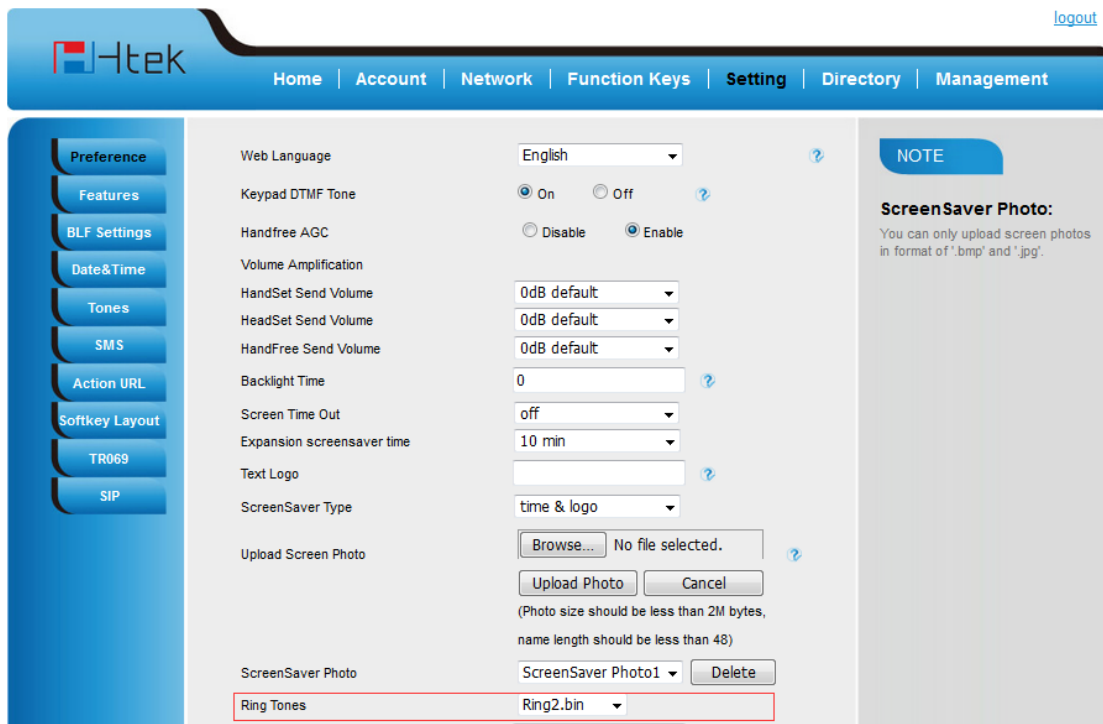 logout
Htek
Home Account Network Function Keys Setting Directory Management
Preference
Features
BLF Settings
Date&Time
Tones
SMS
Action URL
Softkey Layout
TR069
SIP
Web Language English
Keypad DTMF Tone On Off
Handfree AGC Disable Enable
Volume Amplification
HandSet Send Volume 0dB default
HeadSet Send Volume 0dB default
HandFree Send Volume 0dB default
Backlight Time 0
Screen Time Out off
Expansion screensaver time 10 min
Text Logo
ScreenSaver Type time & logo
Upload Screen Photo Browse... No file selected.
Upload Photo Cancel
(Photo size should be less than 2M bytes,
name length should be less than 48)
ScreenSaver Photo ScreenSaver Photo1 Delete
Ring Tones Ring2.bin
NOTE
ScreenSaver Photo:
You can only upload screen photos
in format of '.bmp' and '.jpg'.